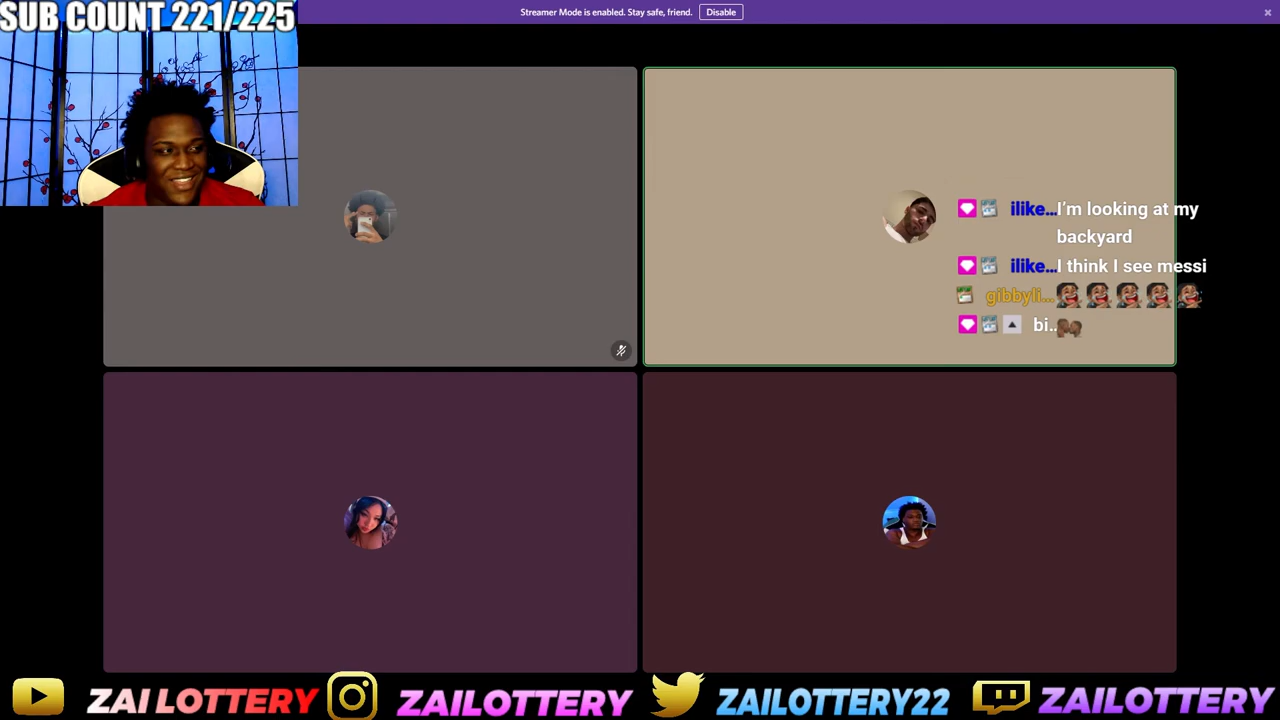 SUB COUNT 221/225
Streamer Mode is enabled. Stay safe, friend. Disable
ilike... I'm looking at my
backyard
ilike... I think I see messi
gibbyli...
bi..
ZAI LOTTERY ZAILOTTERY ZAILOTTERY22 ZAILOTTERY